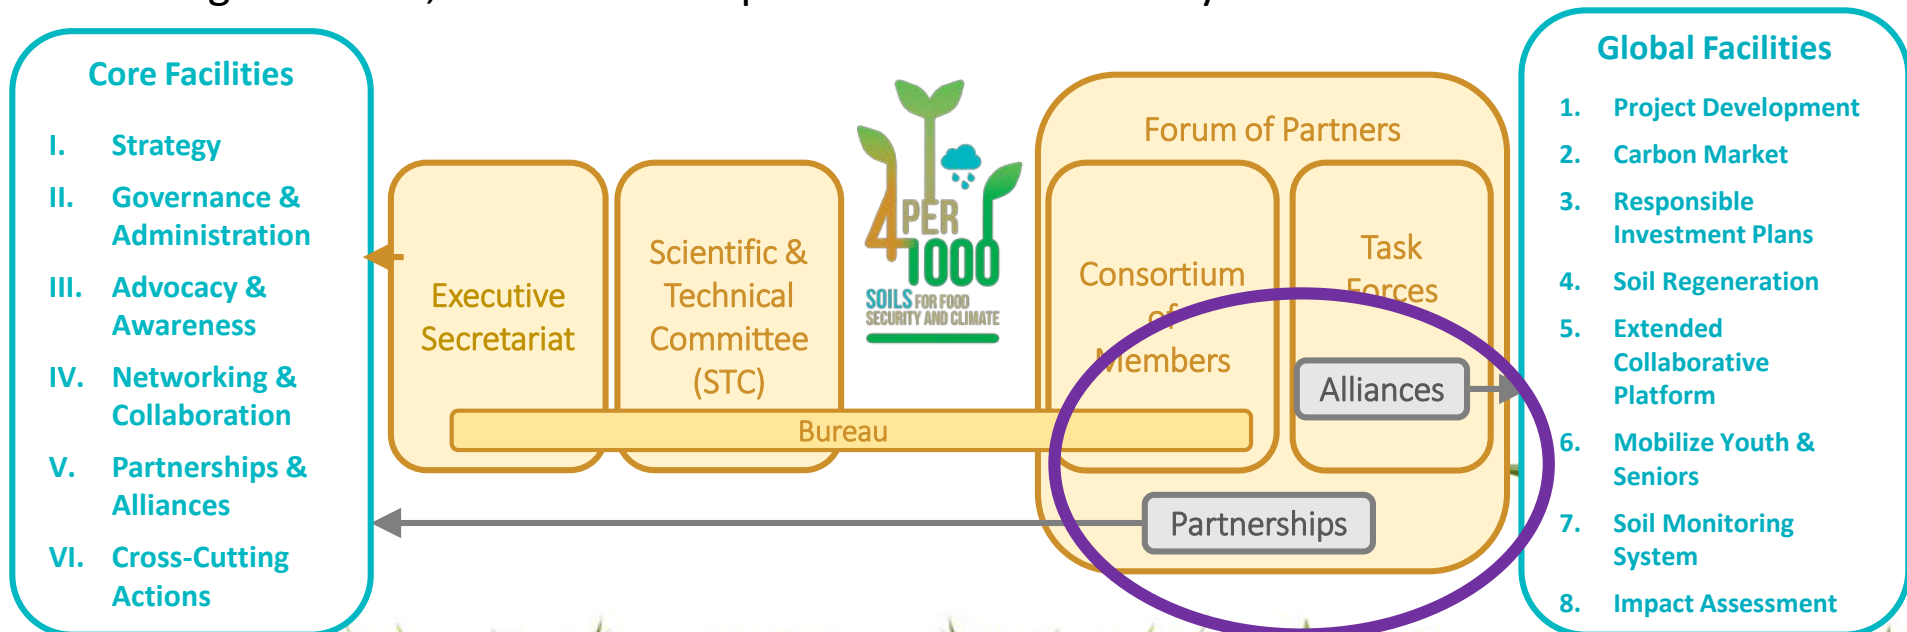 Core Facilities
I. Strategy
II. Governance &
Administration
III. Advocacy &
Awareness
IV. Networking &
Collaboration
V. Partnerships &
Alliances
VI. Cross-Cutting
Actions
Executive
Secretariat
Scientific &
Technical
Committee
(STC)
Bureau
4 PER
1000
SOILS FOR FOOD
SECURITY AND CLIMATE
Forum of Partners
Consortium
of
Members
Task
Forces
Alliances
Partnerships
Global Facilities
1. Project Development
2. Carbon Market
3. Responsible
Investment Plans
4. Soil Regeneration
5. Extended
Collaborative
Platform
6. Mobilize Youth &
Seniors
7. Soil Monitoring
System
8. Impact Assessment